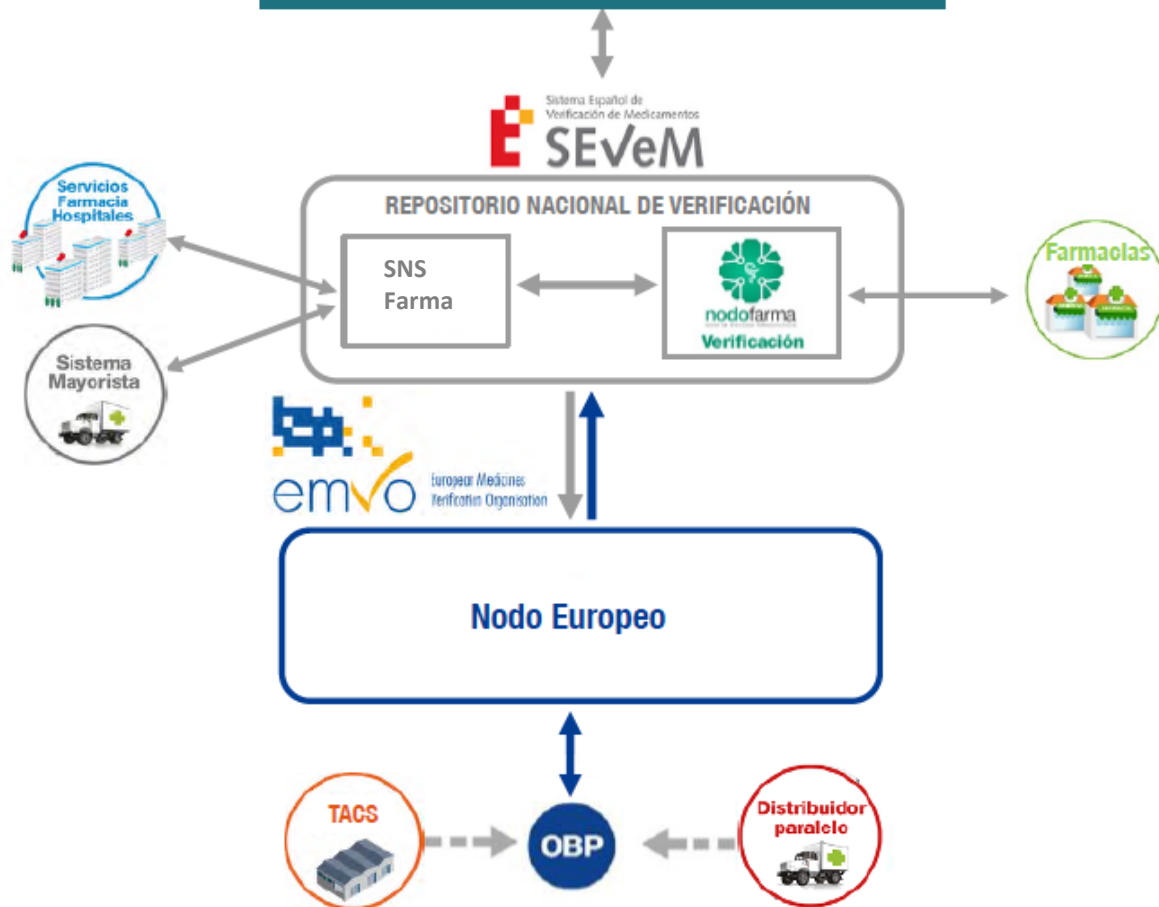 Sistema Español de
Verificación de Medicamentos
SEVeM
REPOSITORIO NACIONAL DE VERIFICACIÓN
Servicios
Farmacia
Hospitales
SNS
Farma
nodofarma
Verificación
Farmacias
Sistema
Mayorista
emvo
European Medicines
Verification Organisation
Nodo Europeo
TACS
OBP
Distribuidor
paralelo